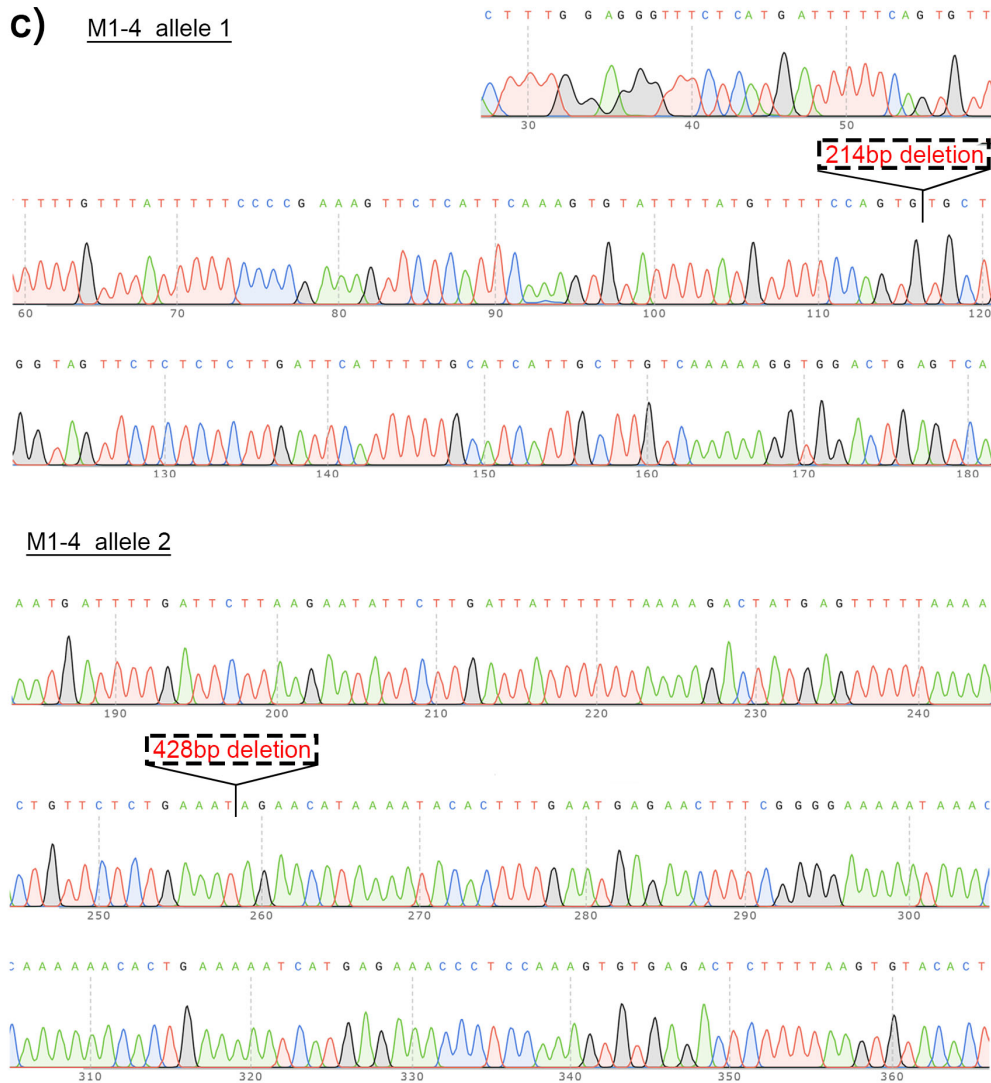 c) M1-4 allele 1
C T T T G G A G G G T T T C T C A T G A T T T T T C A G T G T T
30 40 50
214bp deletion
T T T T G T T T A T T T T T C C C C G A A A G T T C T C A T T C A A A G T G T A T T T T A T G T T T T C C A G T G T G C T
60 70 80 90 100 110 120
G G T A G T T C T C T C T C T T G A T T C A T T T T T G C A T C A T T G C T T G T C A A A A A G G T G G A C T G A G T C A
130 140 150 160 170 180
M1-4 allele 2
A A T G A T T T T G A T T C T T A A G A A T A T T C T T G A T T A T T T T T T A A A A G A C T A T G A G T T T T T A A A A
190 200 210 220 230 240
428bp deletion
C T G T T C T C T G A A A T A G A A C A T A A A A T A C A C T T T G A A T G A G A A C T T T C G G G G A A A A A T A A A C
250 260 270 280 290 300
C A A A A A A C A C T G A A A A A T C A T G A G A A A C C C T C C A A A G T G T G A G A C T C T T T T A A G T G T A C A C T
310 320 330 340 350 360